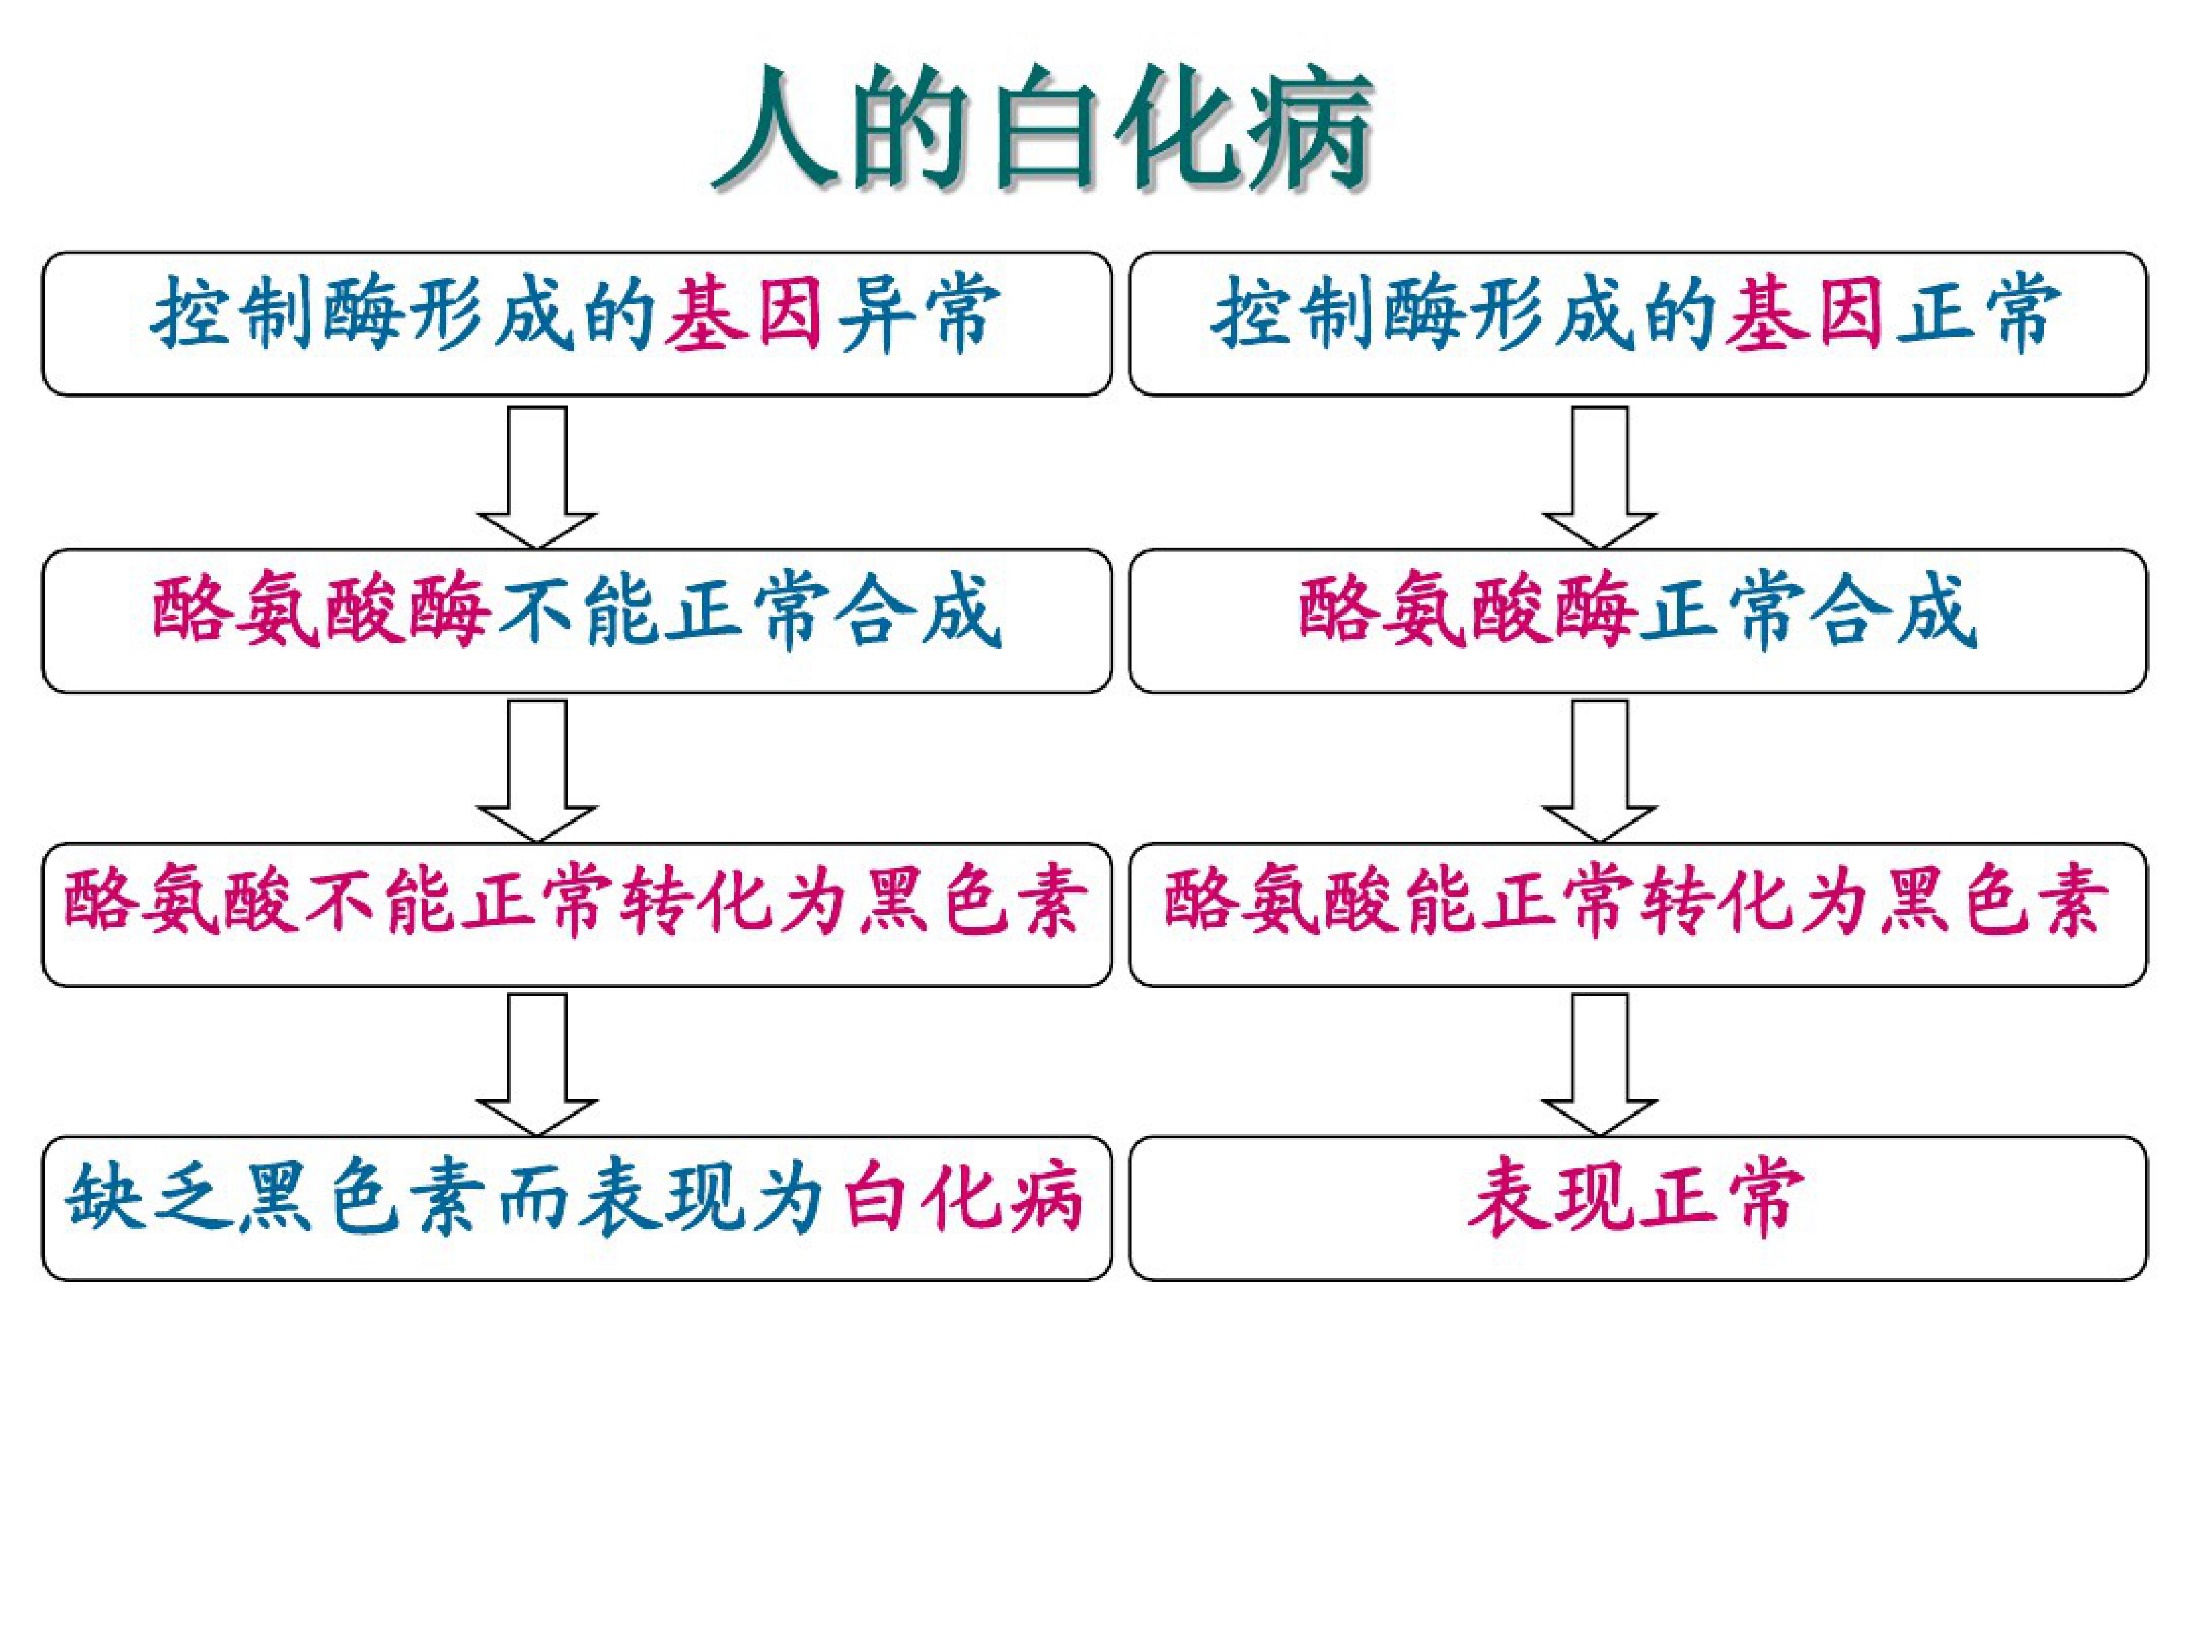 人的白化病
控制酶形成的基因异常
酪氨酸酶不能正常合成
酪氨酸不能正常转化为黑色素
缺乏黑色素而表现为白化病
控制酶形成的基因正常
酪氨酸酶正常合成
酪氨酸能正常转化为黑色素
表现正常